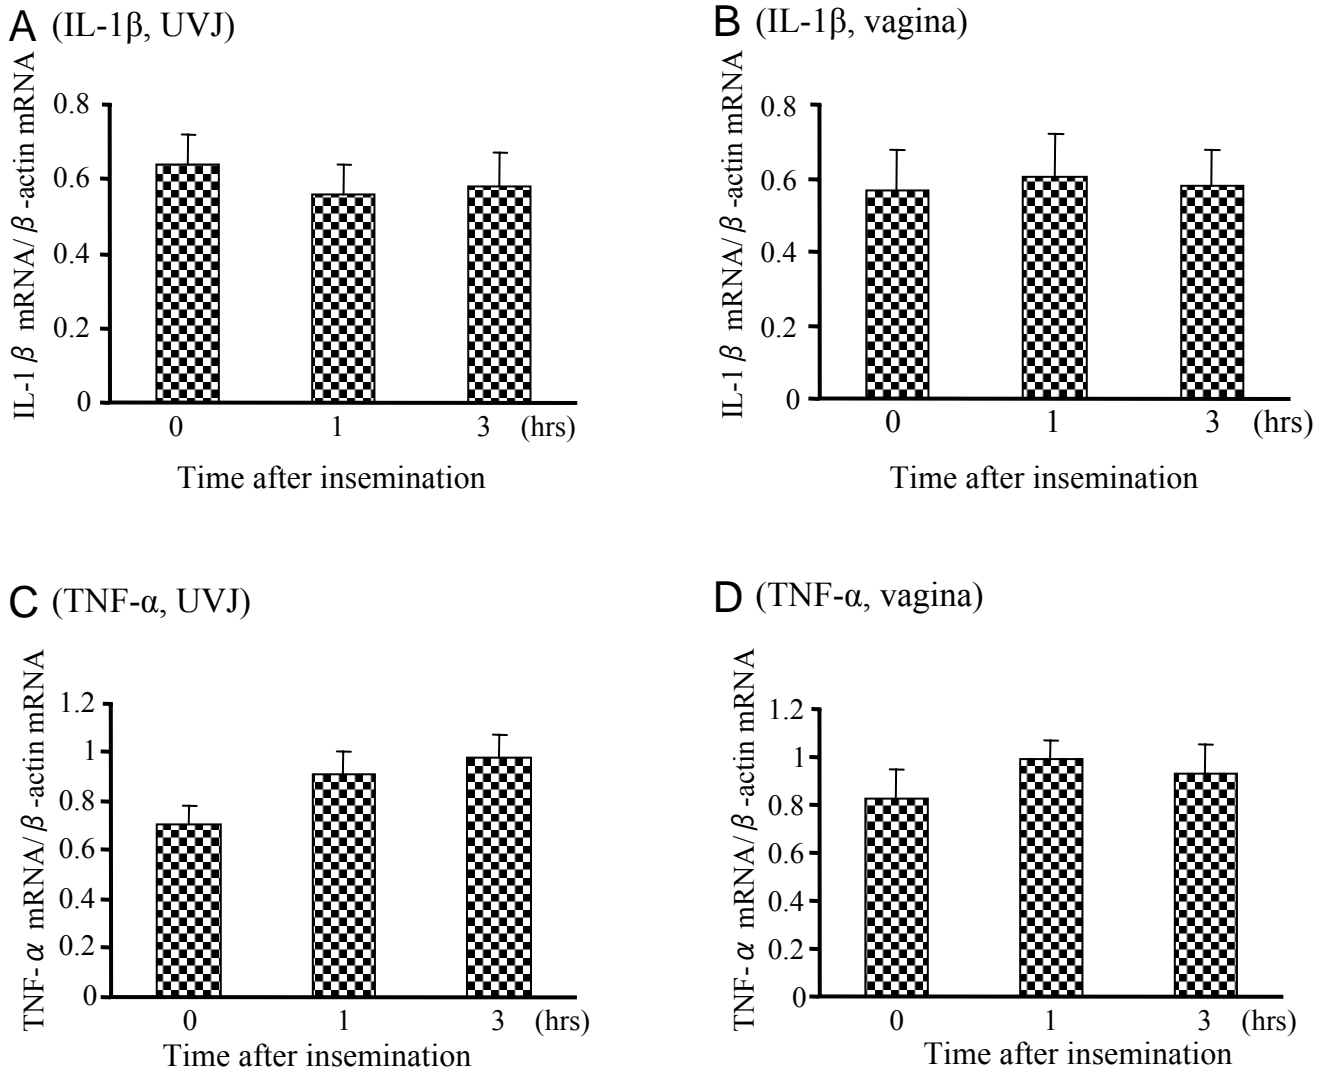 A (IL-1β, UVJ)
IL-1β mRNA/β-actin mRNA
0.8
0.6
0.4
0.2
0
0 1 3 (hrs)
Time after insemination
B (IL-1β, vagina)
IL-1β mRNA/β-actin mRNA
0.8
0.6
0.4
0.2
0
0 1 3 (hrs)
Time after insemination
C (TNF-α, UVJ)
TNF-α mRNA/β-actin mRNA
1.2
1
0.8
0.6
0.4
0.2
0
0 1 3 (hrs)
Time after insemination
D (TNF-α, vagina)
TNF-α mRNA/β-actin mRNA
1.2
1
0.8
0.6
0.4
0.2
0
0 1 3 (hrs)
Time after insemination